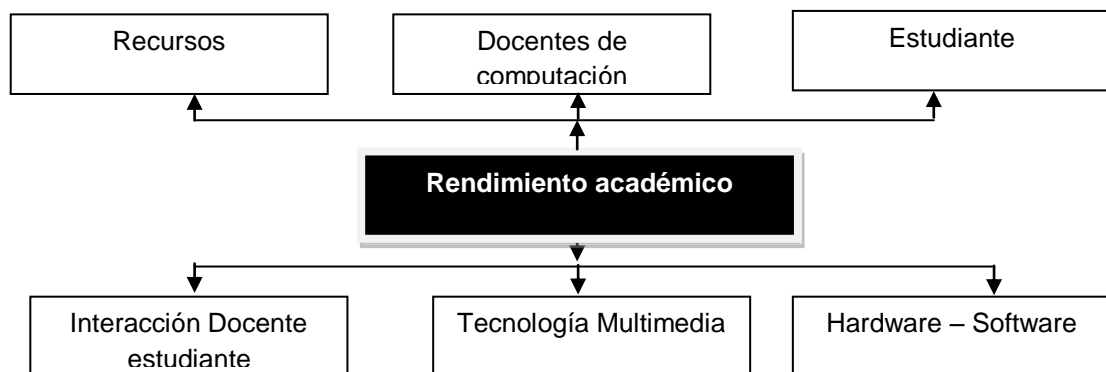 Recursos
Docentes de
computación
Estudiante
Rendimiento académico
Interacción Docente
estudiante
Tecnología Multimedia
Hardware – Software